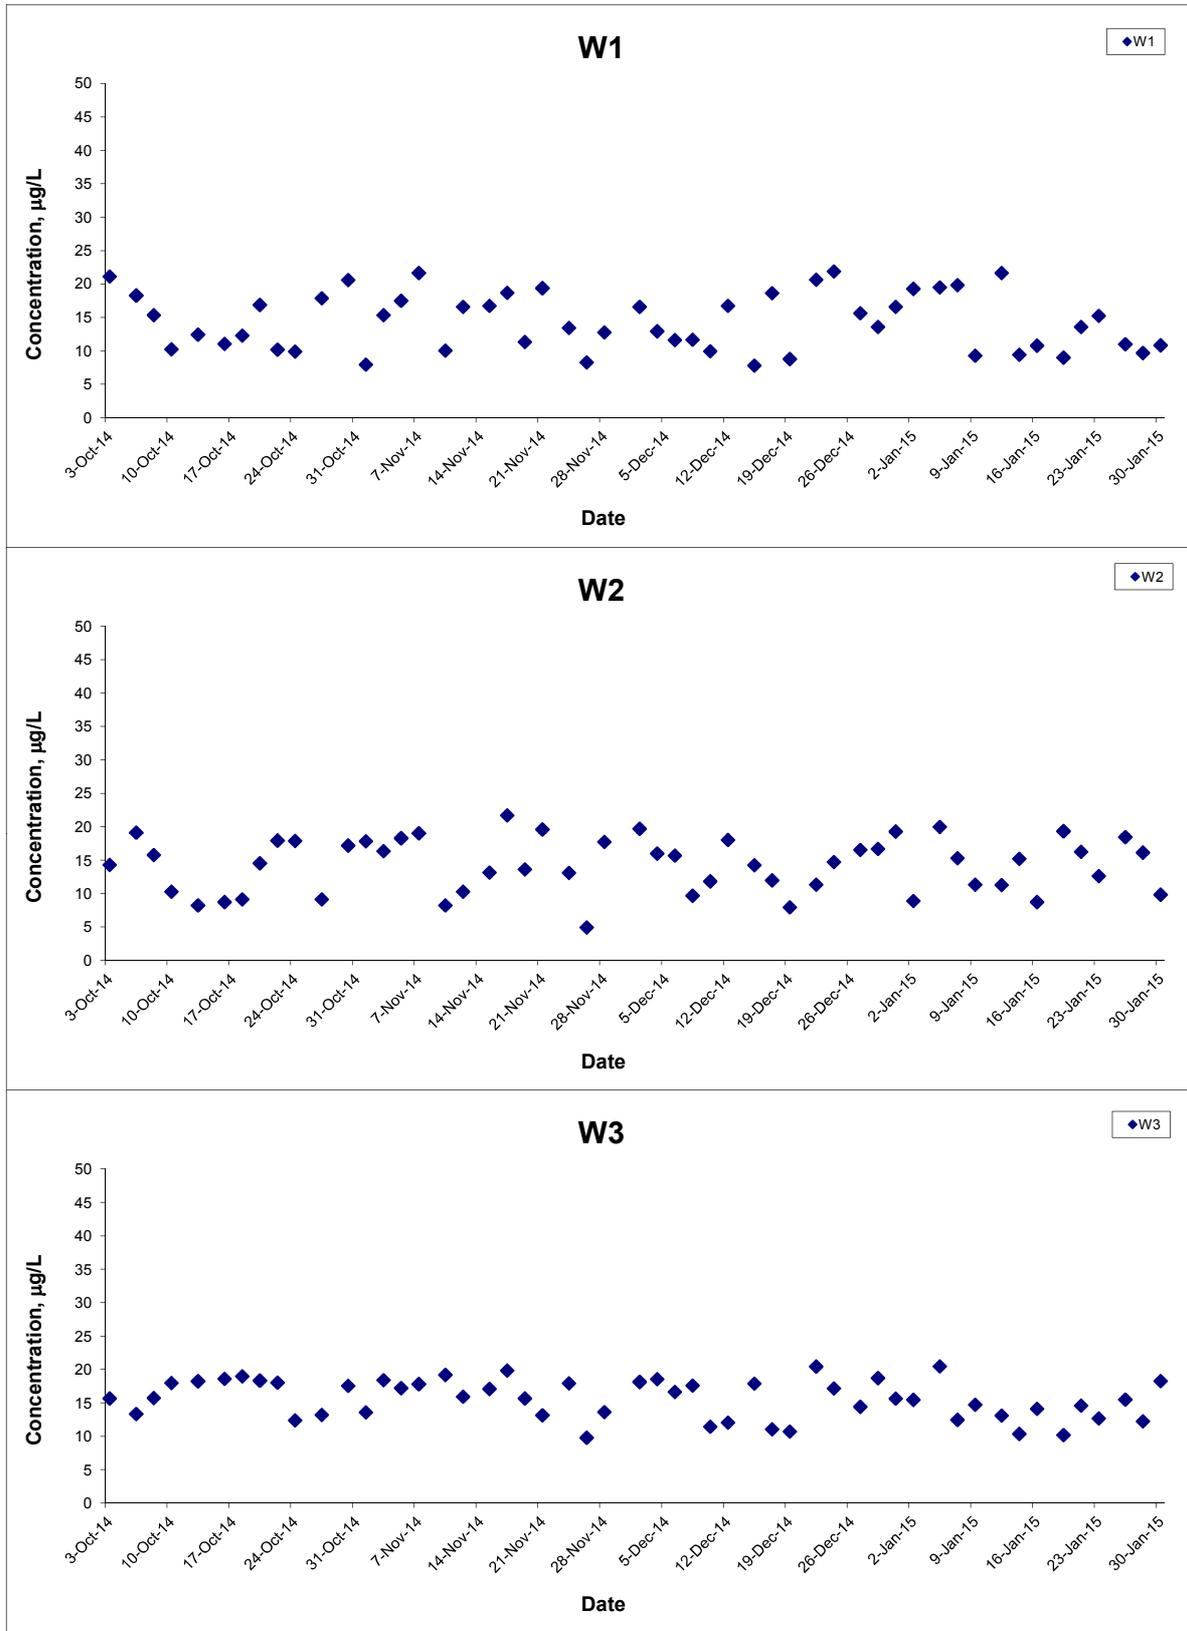 W1
W1
50
45
40
35
30
25
20
15
10
5
0
Concentration, µg/L
3-Oct-14
10-Oct-14
17-Oct-14
24-Oct-14
31-Oct-14
7-Nov-14
14-Nov-14
21-Nov-14
28-Nov-14
5-Dec-14
12-Dec-14
19-Dec-14
26-Dec-14
2-Jan-15
9-Jan-15
16-Jan-15
23-Jan-15
30-Jan-15
Date
W2
W2
50
45
40
35
30
25
20
15
10
5
0
Concentration, µg/L
3-Oct-14
10-Oct-14
17-Oct-14
24-Oct-14
31-Oct-14
7-Nov-14
14-Nov-14
21-Nov-14
28-Nov-14
5-Dec-14
12-Dec-14
19-Dec-14
26-Dec-14
2-Jan-15
9-Jan-15
16-Jan-15
23-Jan-15
30-Jan-15
Date
W3
W3
50
45
40
35
30
25
20
15
10
5
0
Concentration, µg/L
3-Oct-14
10-Oct-14
17-Oct-14
24-Oct-14
31-Oct-14
7-Nov-14
14-Nov-14
21-Nov-14
28-Nov-14
5-Dec-14
12-Dec-14
19-Dec-14
26-Dec-14
2-Jan-15
9-Jan-15
16-Jan-15
23-Jan-15
30-Jan-15
Date